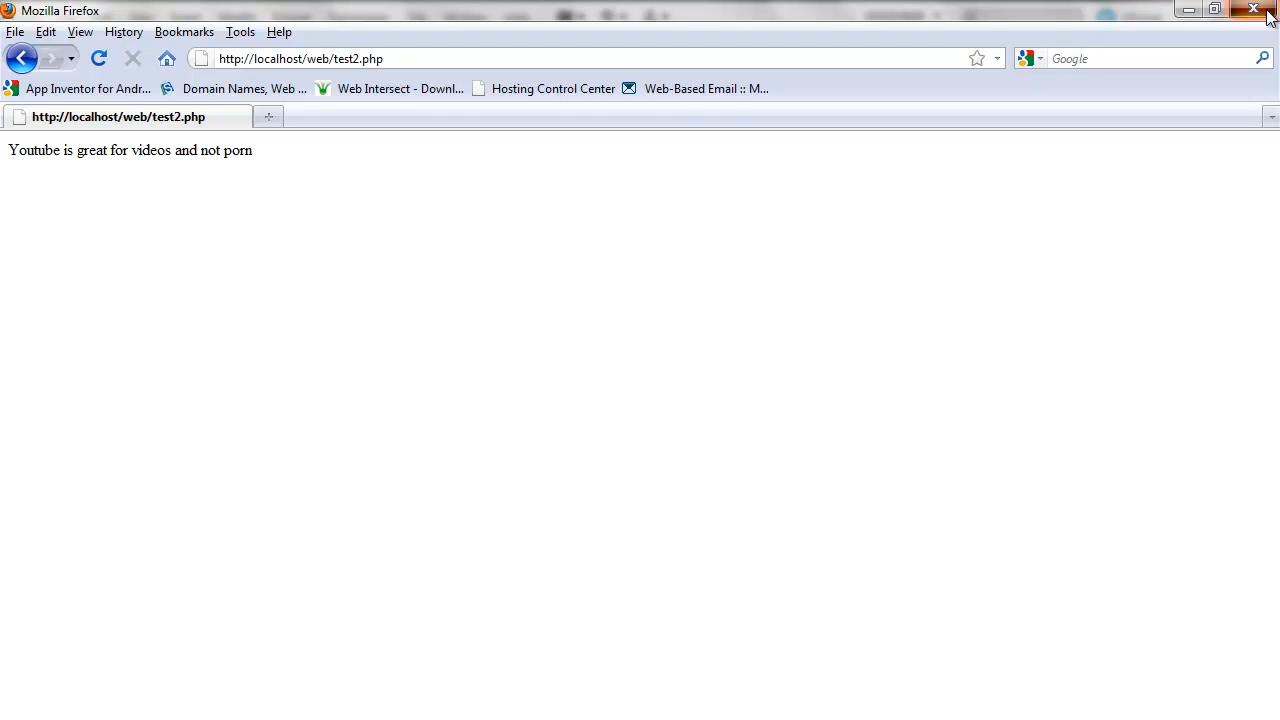 Mozilla Firefox
File Edit View History Bookmarks Tools Help
http://localhost/web/test2.php Google
App Inventor for Andr... Domain Names, Web ... Web Intersect - Downl... Hosting Control Center Web-Based Email :: M...
http://localhost/web/test2.php
Youtube is great for videos and not porn